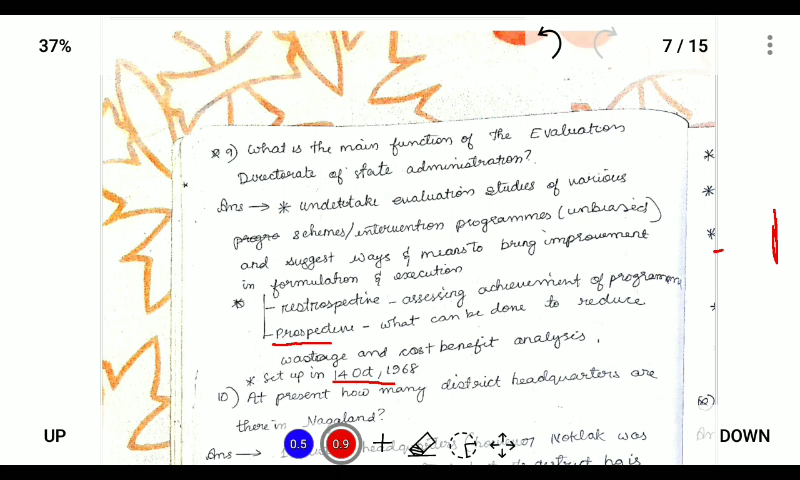 37%
7 / 15
9) What is the main function of the Evaluation
Directorate of state administration?
Ans → * undertake evaluation studies of various
progra schemes/intervention programmes (unbiased)
and suggest ways & means to bring improvement
in formulation & execution
* restrospective - assessing achievement of programm
Prospective - what can be done to reduce
wastage and cost benefit analysis.
* Set up in 14 Oct, 1968
10) At present how many district headquarters are
there in Nagaland?
UP
0.5
0.9
DOWN
Ans → headquarters Noklak was
district